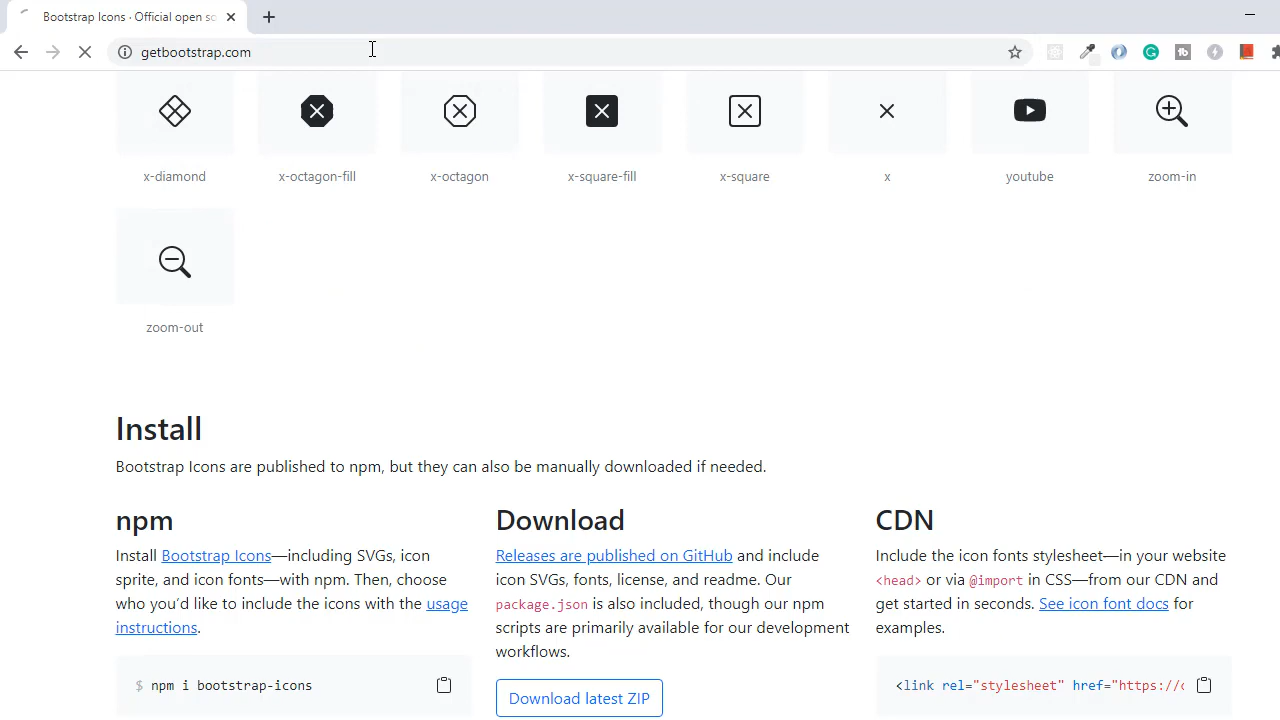 Bootstrap Icons · Official open so
getbootstrap.com
x-diamond
x-octagon-fill
x-octagon
x-square-fill
x-square
x
youtube
zoom-in
zoom-out
Install
Bootstrap Icons are published to npm, but they can also be manually downloaded if needed.
npm
Install Bootstrap Icons—including SVGs, icon
sprite, and icon fonts—with npm. Then, choose
who you’d like to include the icons with the usage
instructions.
$ npm i bootstrap-icons
Download
Releases are published on GitHub and include
icon SVGs, fonts, license, and readme. Our
package.json is also included, though our npm
scripts are primarily available for our development
workflows.
Download latest ZIP
CDN
Include the icon fonts stylesheet—in your website
<head> or via @import in CSS—from our CDN and
get started in seconds. See icon font docs for
examples.
<link rel="stylesheet" href="https://c